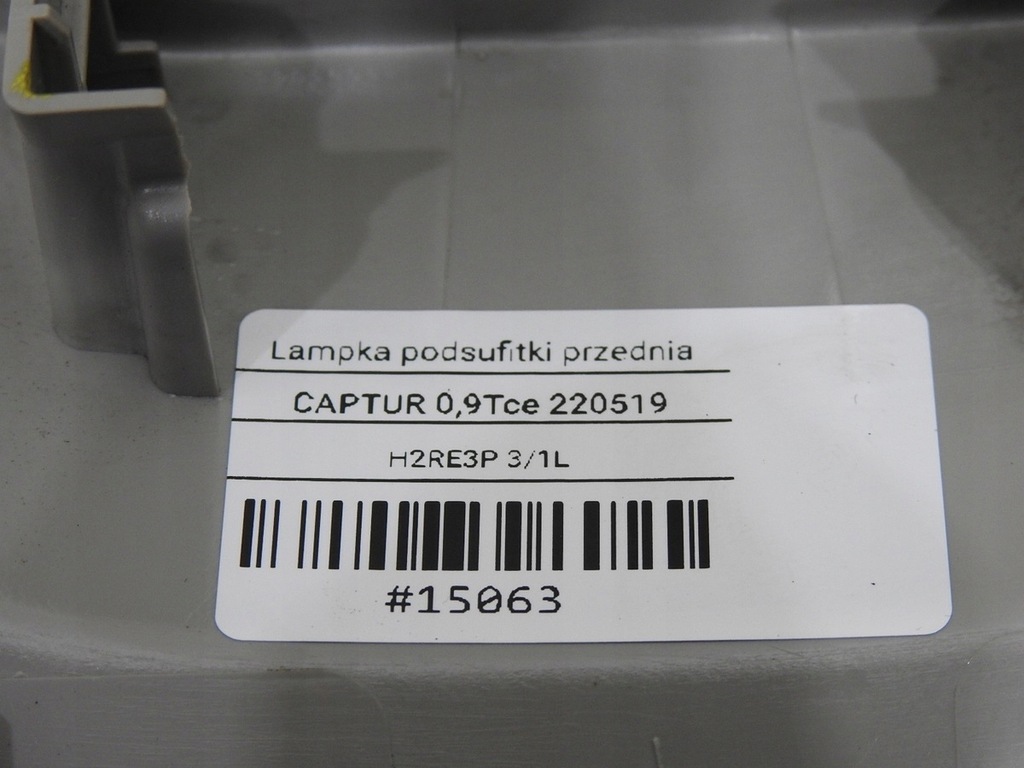 Lampka podsufitki przednia
CAPTUR 0,9Tce 220519
H2RE3P 3/1L
#15063